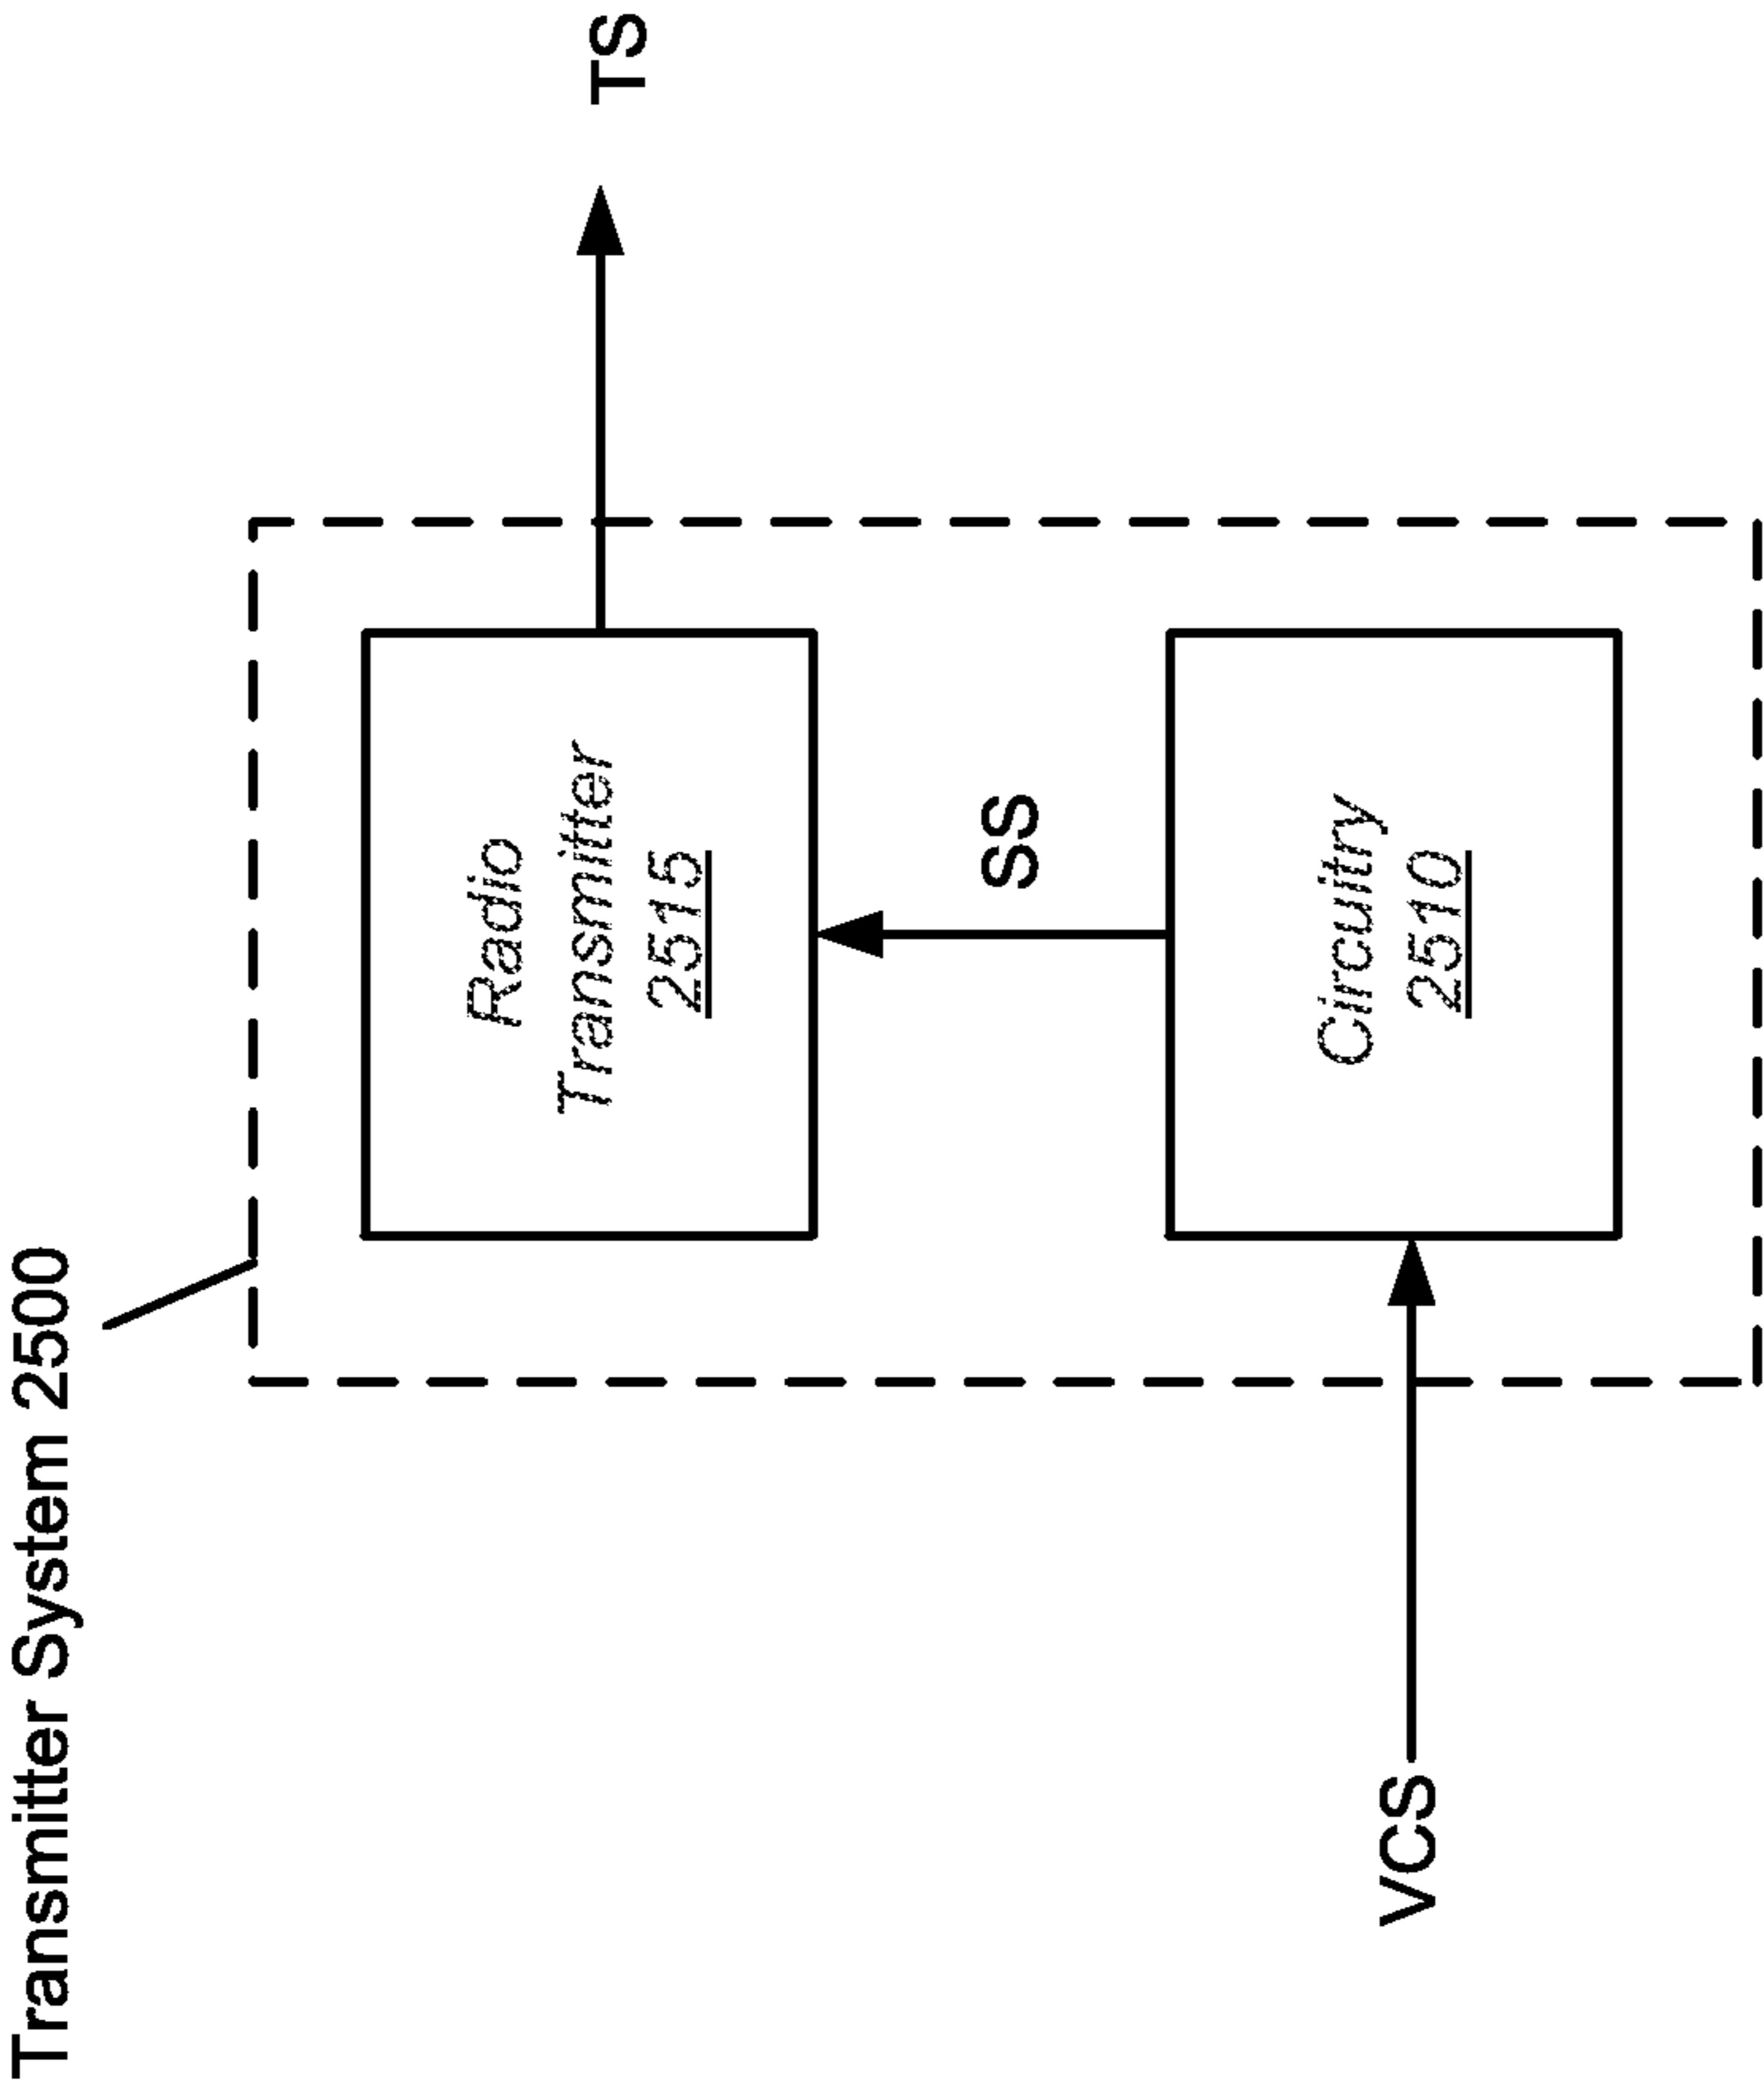 Transmitter System 2500
Radio
Transmitter
2515
TS
SS
VCS
Circuitry
2510